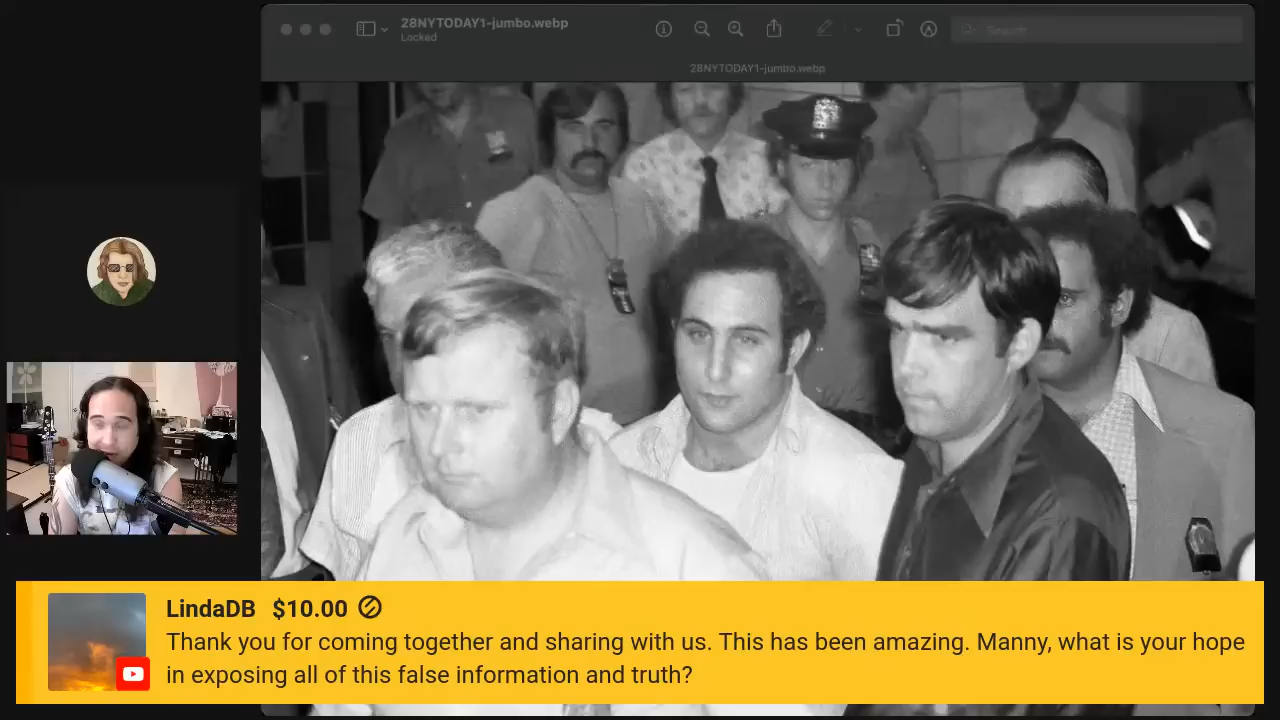 28NYTODAY1-jumbo.webp
Locked
Search
28NYTODAY1-jumbo.webp
LindaDB $10.00
Thank you for coming together and sharing with us. This has been amazing. Manny, what is your hope
in exposing all of this false information and truth?